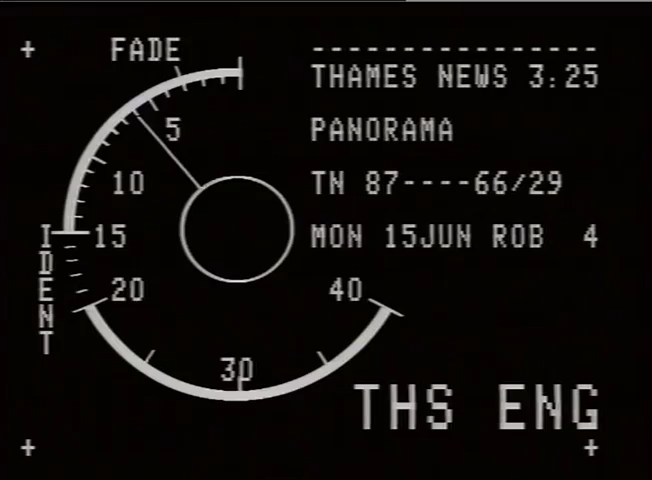 FADE
----------------
THAMES NEWS 3:25
5
PANORAMA
10
TN 87----66/29
15
MON 15JUN ROB 4
IDENT
20
40
30
THS ENG